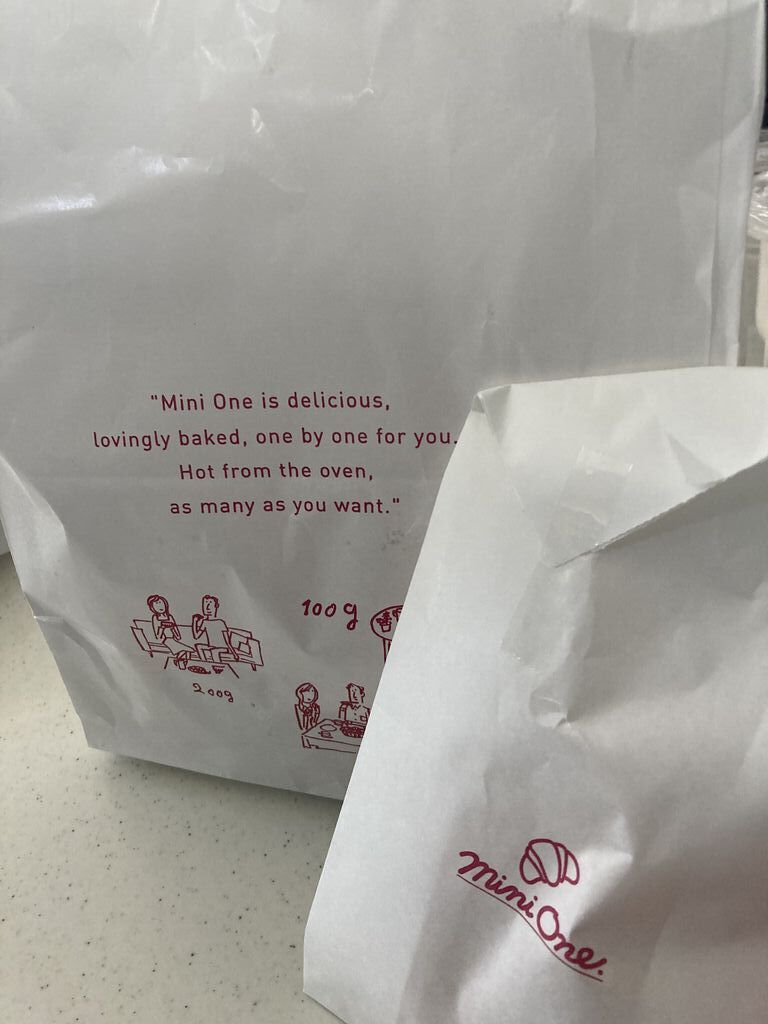 "Mini One is delicious,
lovingly baked, one by one for you.
Hot from the oven,
as many as you want."
100g
200g
mini One.